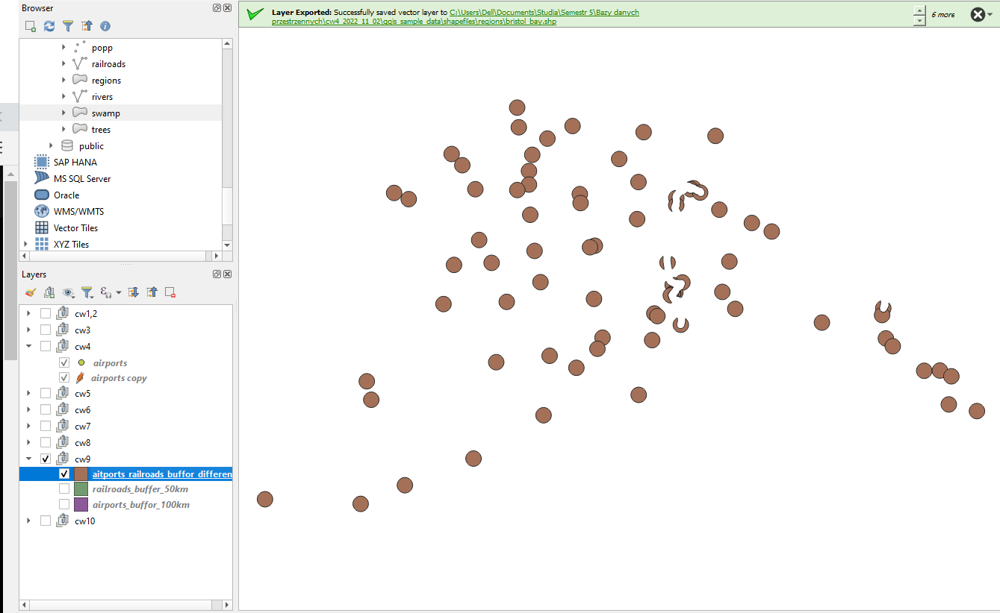 Browser
popp
railroads
regions
rivers
swamp
trees
public
SAP HANA
MS SQL Server
Oracle
WMS/WMTS
Vector Tiles
XYZ Tiles
Layers
cw1,2
cw3
cw4
airports
airports copy
cw5
cw6
cw7
cw8
cw9
aitports_railroads_buffor_differen
railroads_buffer_50km
airports_buffor_100km
cw10
Layer Exported: Successfully saved vector layer to C:\Users\Dell\Documents\Studia\Semestr 5\Bazy danych
przestrzennych\cw4_2022_11_02\qgis_sample_data\shapefiles\regions\bristol_bay.shp
6 more